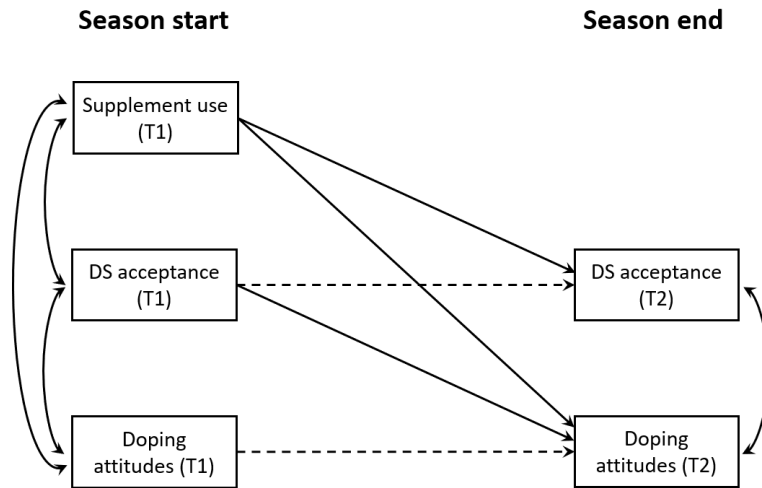 Season start
Season end
Supplement use
(T1)
DS acceptance
(T1)
DS acceptance
(T2)
Doping
attitudes (T1)
Doping
attitudes (T2)